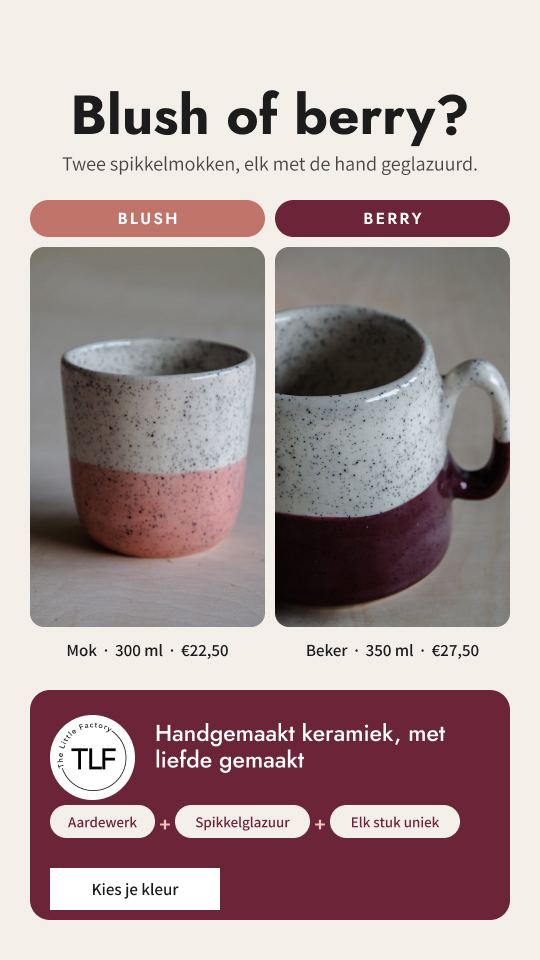 Blush of berry?
Twee spikkelmokken, elk met de hand geglazuurd.
BLUSH
BERRY
Mok · 300 ml · €22,50
Beker · 350 ml · €27,50
The Little Factory
TLF
Handgemaakt keramiek, met
liefde gemaakt
Aardewerk + Spikkelglazuur + Elk stuk uniek
Kies je kleur